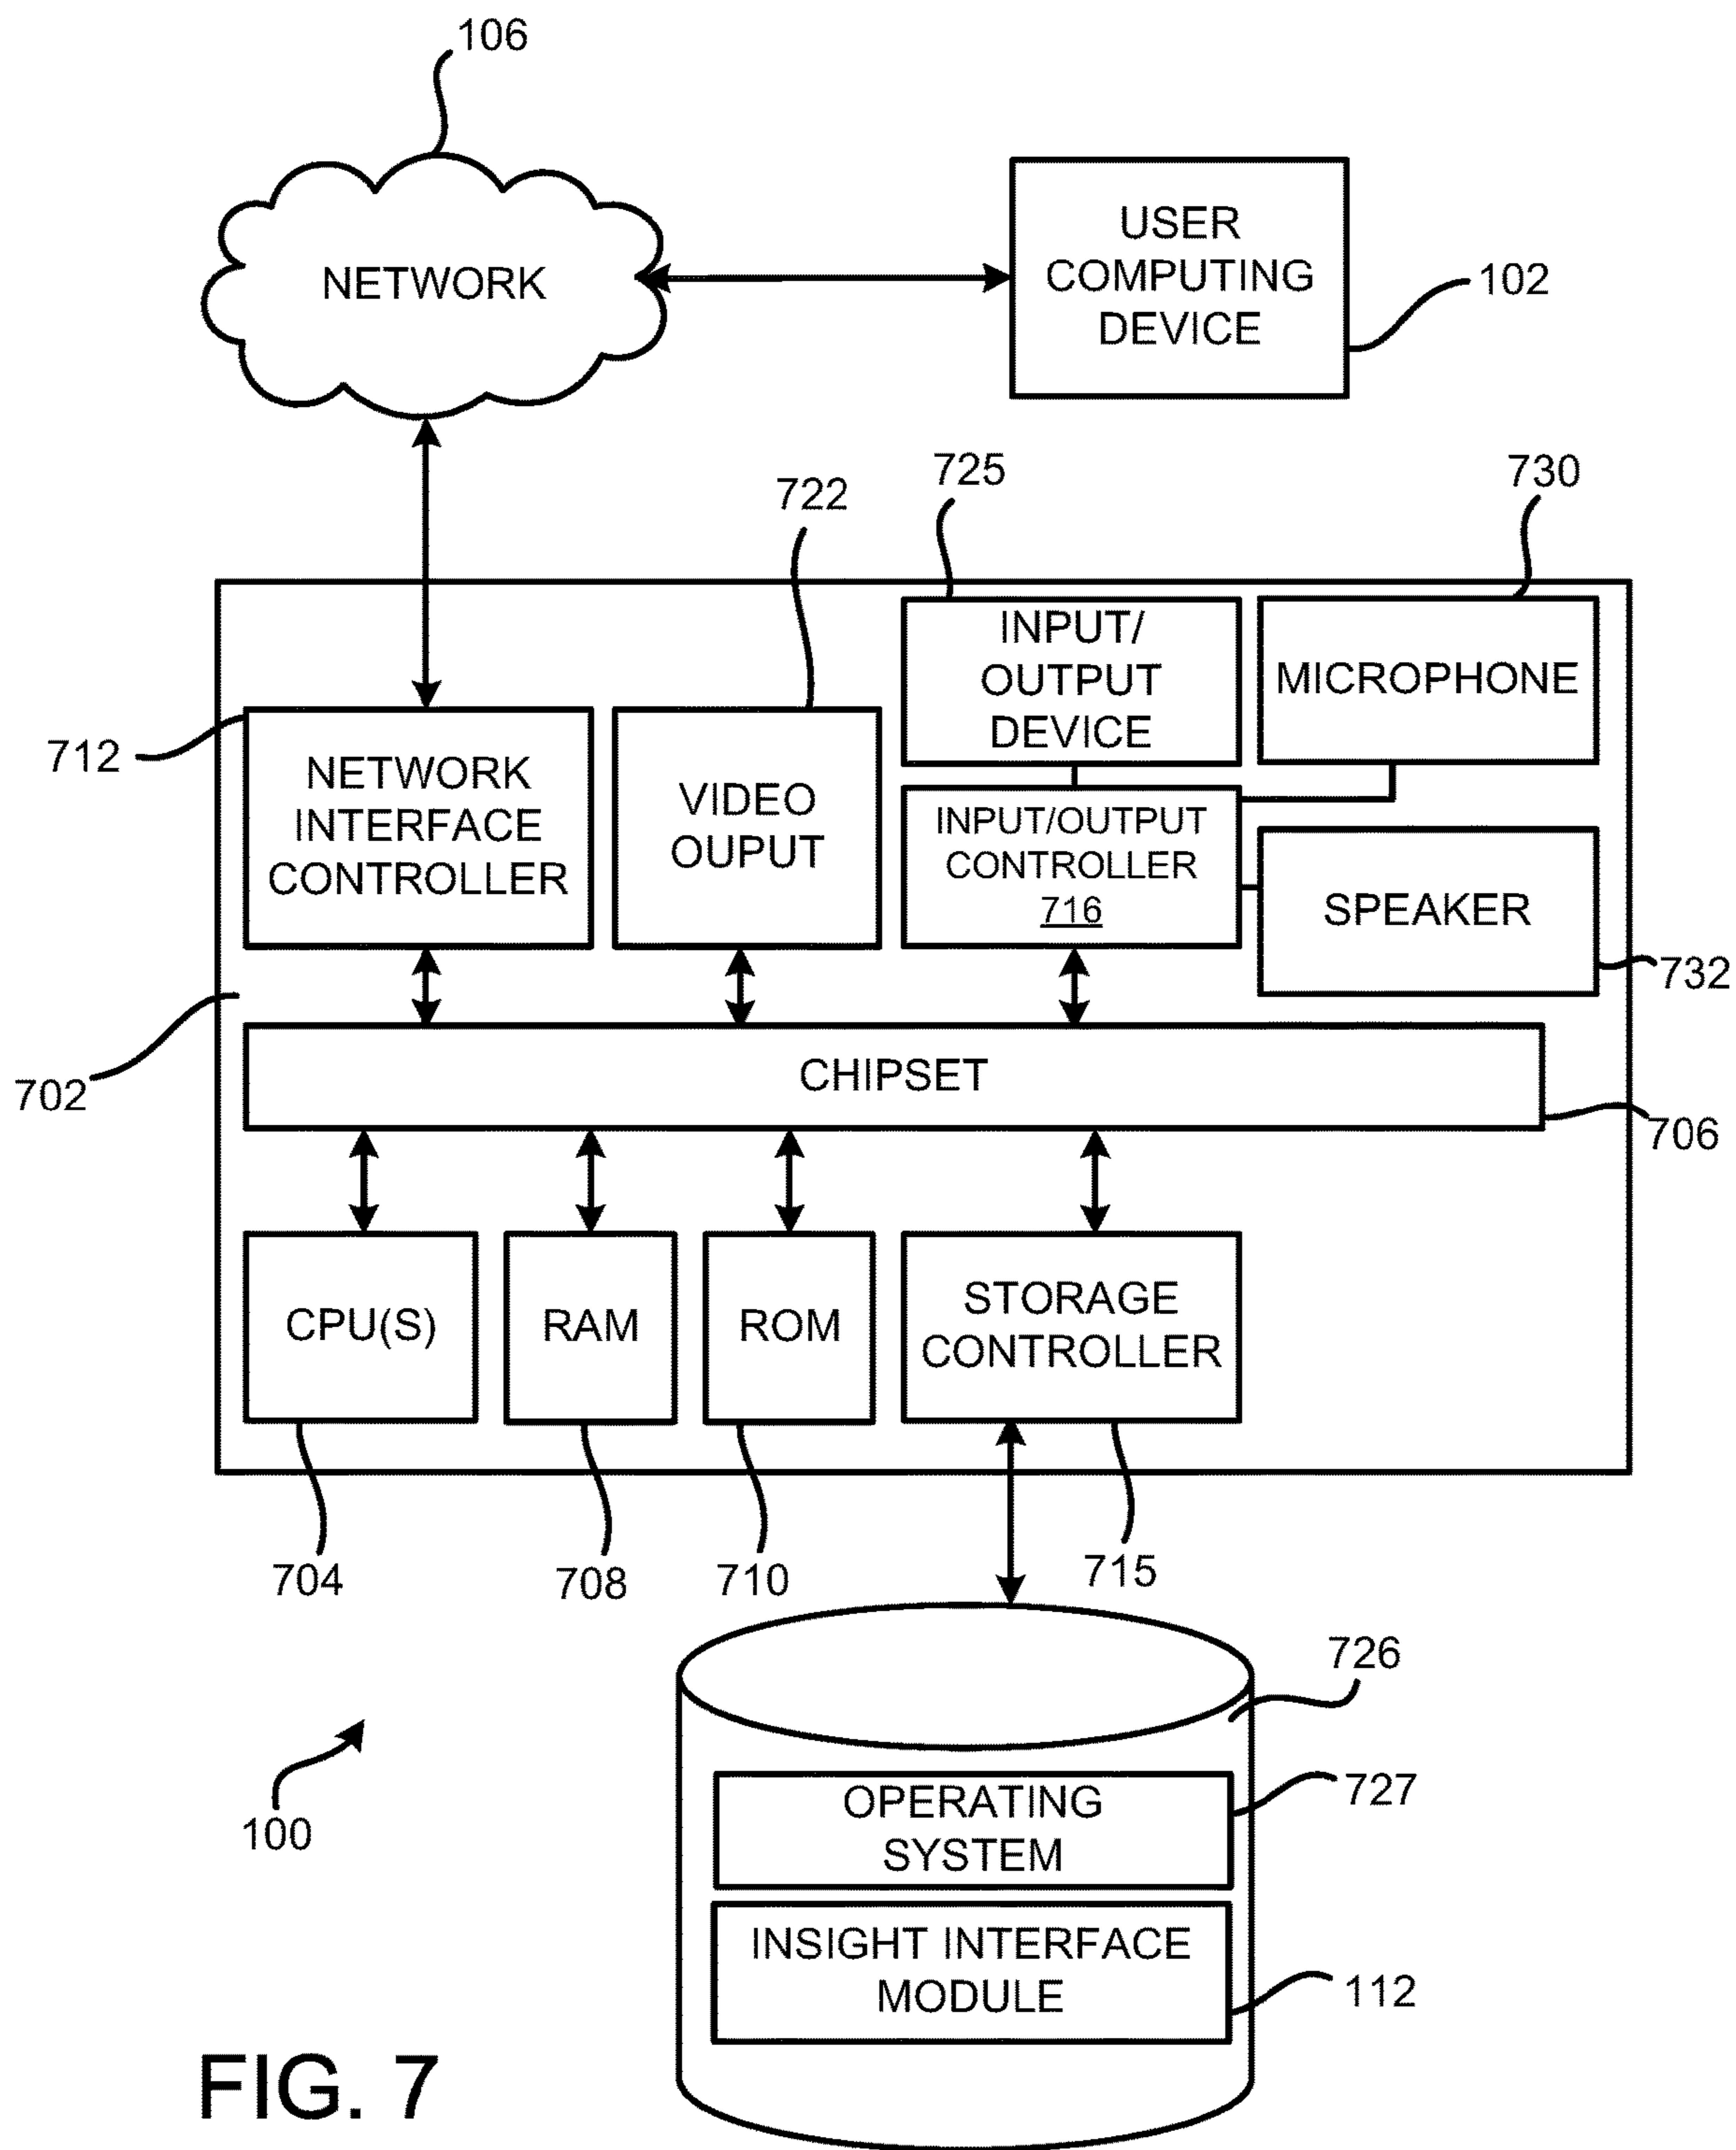 106
NETWORK
USER
COMPUTING
DEVICE
102
725
730
722
INPUT/
OUTPUT
DEVICE
MICROPHONE
712
NETWORK
INTERFACE
CONTROLLER
VIDEO
OUPUT
INPUT/OUTPUT
CONTROLLER
716
SPEAKER
732
702
CHIPSET
706
CPU(S)
RAM
ROM
STORAGE
CONTROLLER
704
708
710
715
726
OPERATING
SYSTEM
727
100
INSIGHT INTERFACE
MODULE
112
FIG. 7